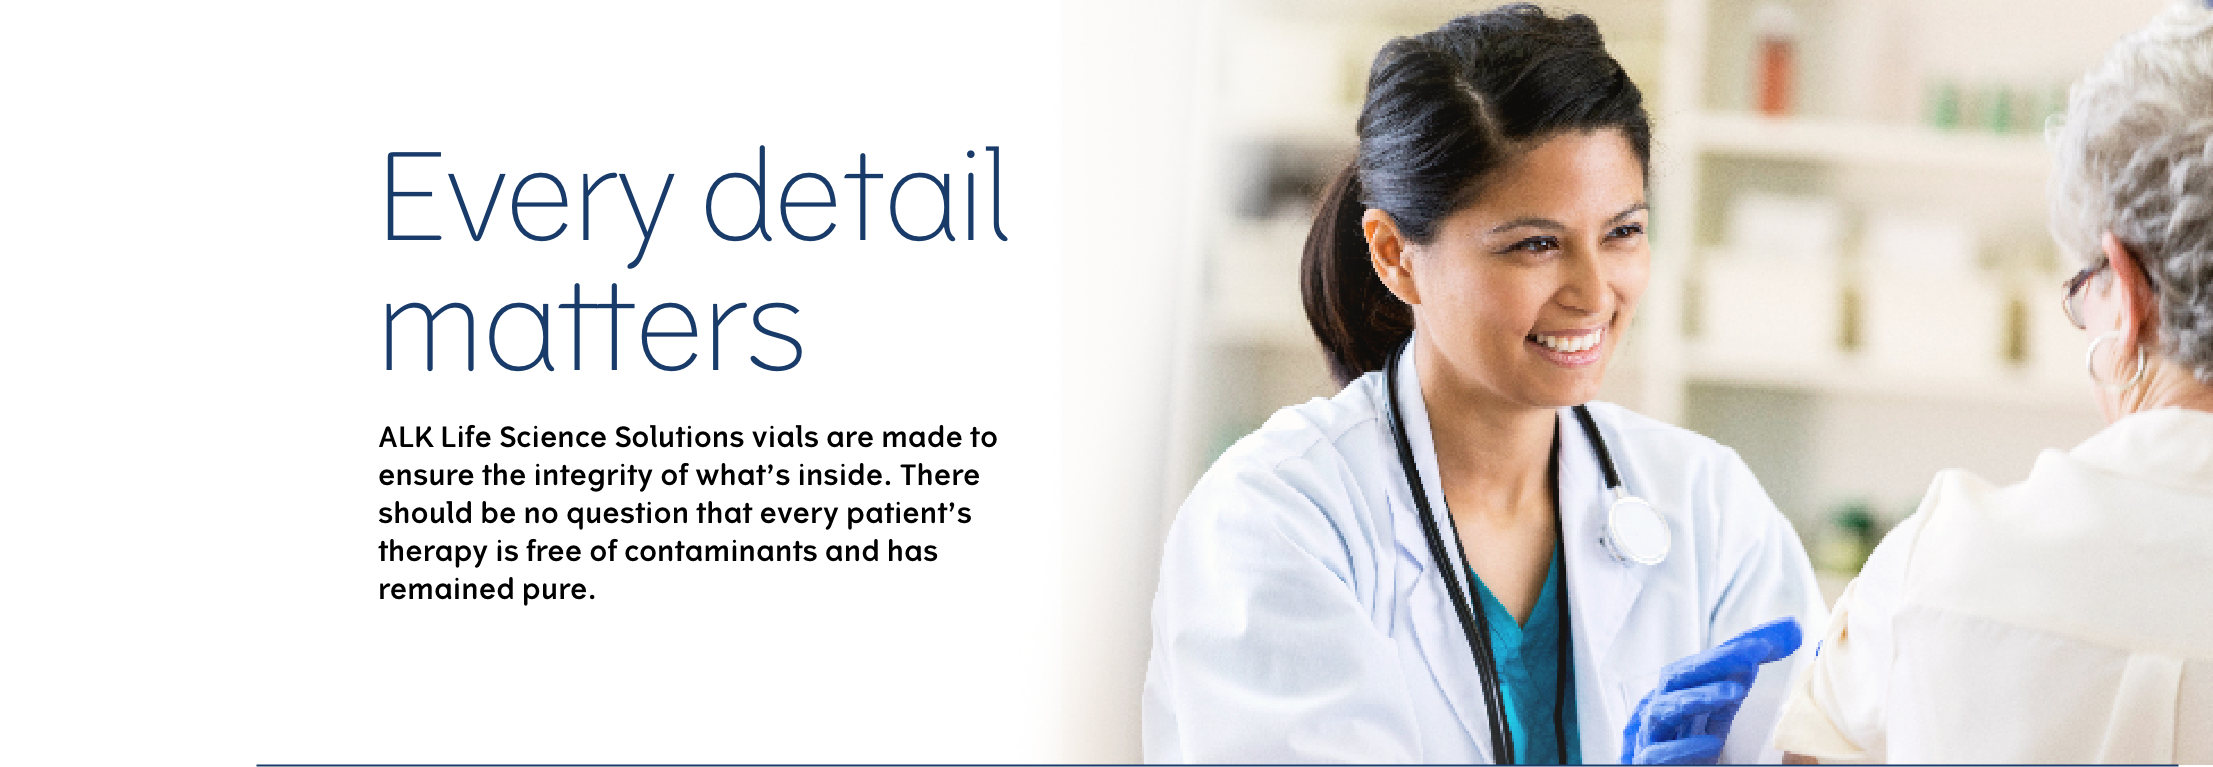 Every detail
matters
ALK Life Science Solutions vials are made to
ensure the integrity of what’s inside. There
should be no question that every patient’s
therapy is free of contaminants and has
remained pure.